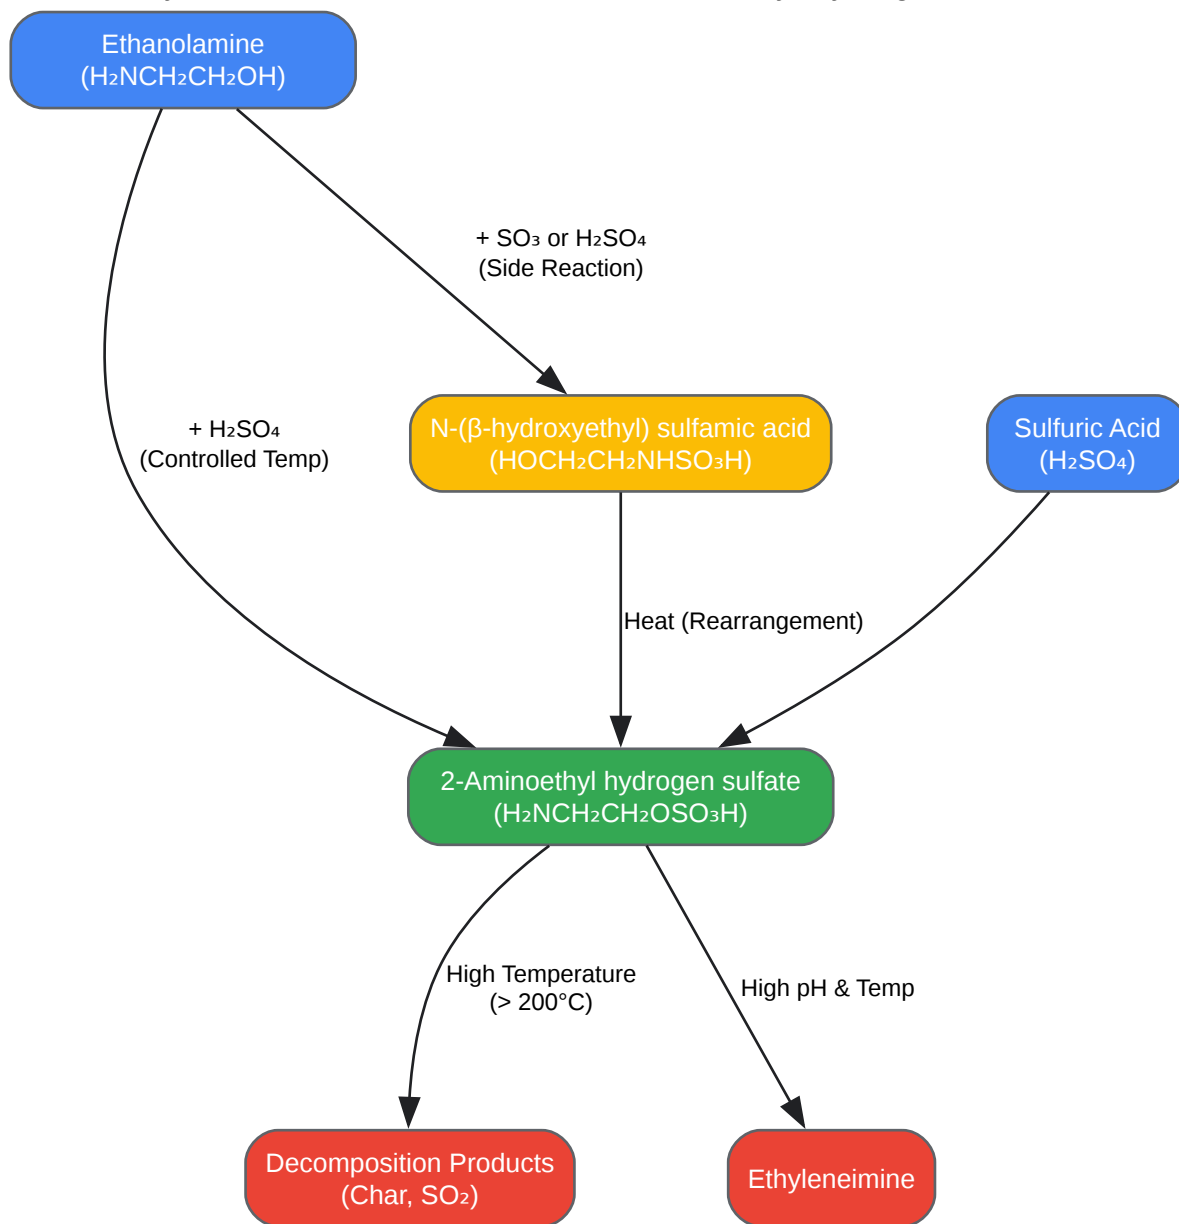 Ethanolamine
(H₂NCH₂CH₂OH)
+ SO₃ or H₂SO₄
(Side Reaction)
+ H₂SO₄
(Controlled Temp)
N-(β-hydroxyethyl) sulfamic acid
(HOCH₂CH₂NHSO₃H)
Sulfuric Acid
(H₂SO₄)
Heat (Rearrangement)
2-Aminoethyl hydrogen sulfate
(H₂NCH₂CH₂OSO₃H)
High Temperature
(> 200°C)
High pH & Temp
Decomposition Products
(Char, SO₂)
Ethyleneimine